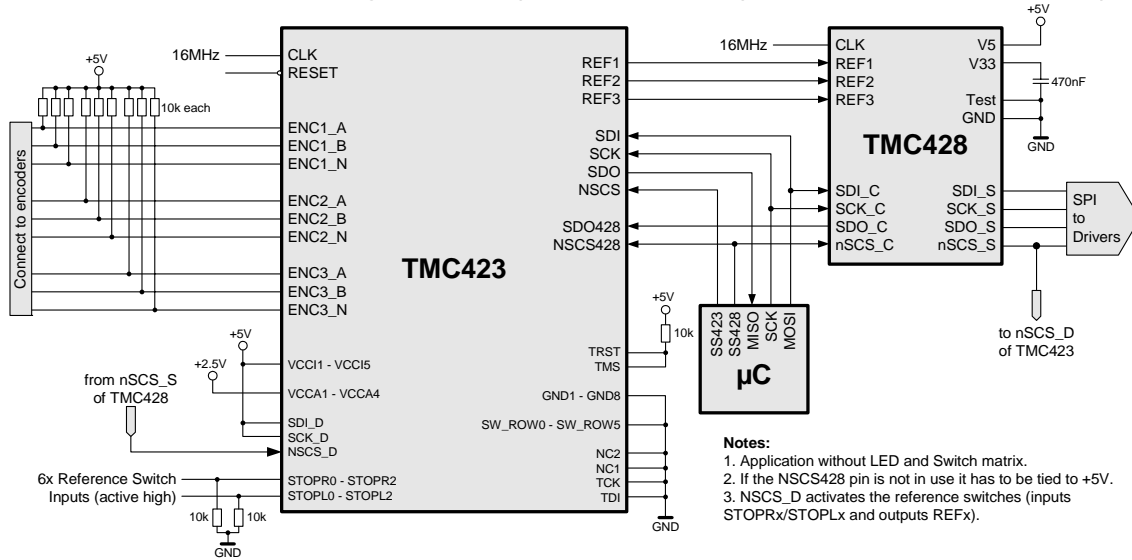 +5V
10k each
Connect to encoders
16MHz
CLK
RESET
ENC1_A
ENC1_B
ENC1_N
ENC2_A
ENC2_B
ENC2_N
ENC3_A
ENC3_B
ENC3_N
+5V
+2.5V
VCCI1 - VCCI5
VCCA1 - VCCA4
from nSCS_S
of TMC428
SDI_D
SCK_D
NSCS_D
6x Reference Switch
Inputs (active high)
STOPR0 - STOPR2
STOPL0 - STOPL2
10k
10k
GND
TMC423
REF1
REF2
REF3
SDI
SCK
SDO
NSCS
SDO428
NSCS428
TRST
TMS
GND1 - GND8
SW_ROW0 - SW_ROW5
NC2
NC1
TCK
TDI
+5V
10k
GND
SS423
SS428
MISO
SCK
MOSI
µC
16MHz
CLK
REF1
REF2
REF3
TMC428
SDI_C
SCK_C
SDO_C
nSCS_C
V5
V33
Test
GND
SDI_S
SCK_S
SDO_S
nSCS_S
+5V
470nF
GND
SPI
to
Drivers
to nSCS_D
of TMC423
Notes:
1. Application without LED and Switch matrix.
2. If the NSCS428 pin is not in use it has to be tied to +5V.
3. NSCS_D activates the reference switches (inputs
STOPRx/STOPLx and outputs REFx).